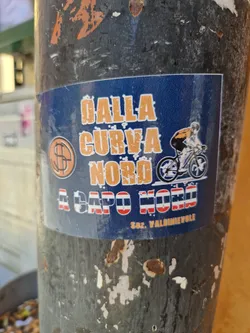 DALLA
CURVA
NORD
A CAPO NORD
Sez. VALDINIEVOLE